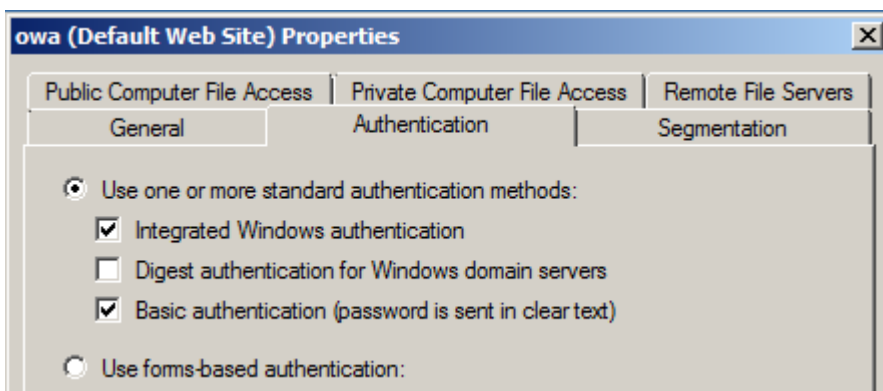 owa (Default Web Site) Properties
Public Computer File Access
Private Computer File Access
Remote File Servers
General
Authentication
Segmentation
Use one or more standard authentication methods:
Integrated Windows authentication
Digest authentication for Windows domain servers
Basic authentication (password is sent in clear text)
Use forms-based authentication: